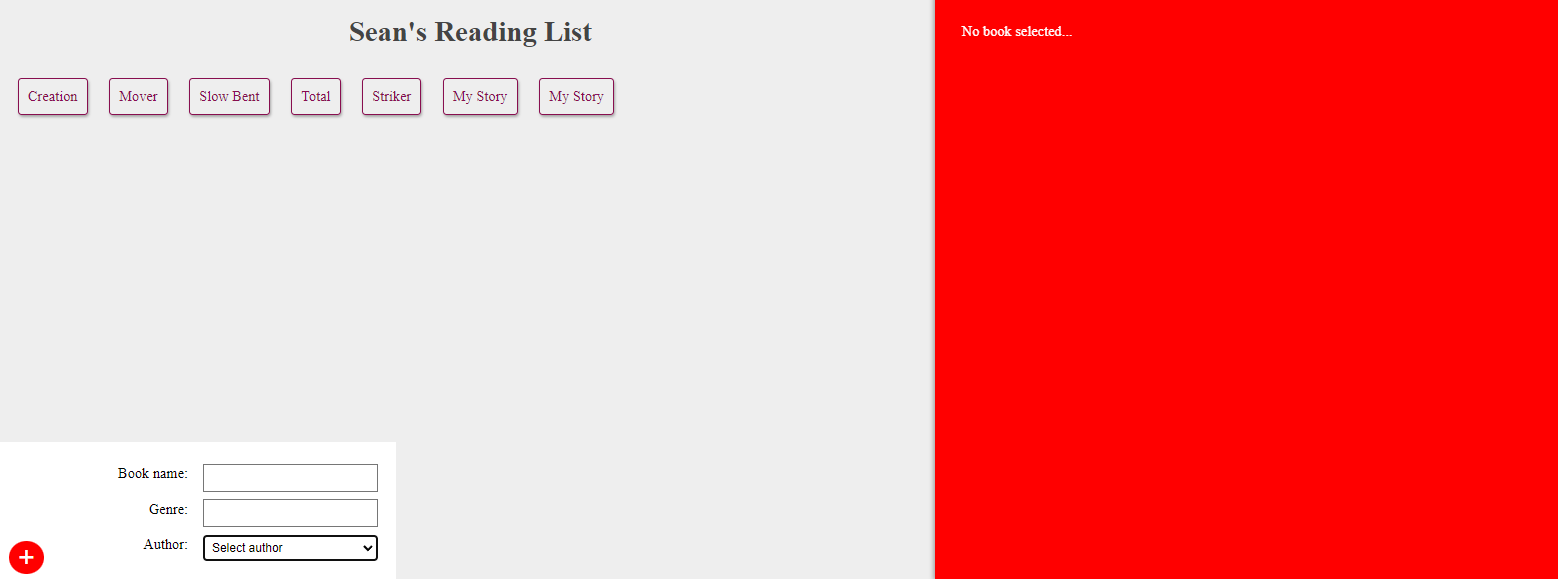 Sean's Reading List
No book selected...
Creation Mover Slow Bent Total Striker My Story My Story
Book name:
Genre:
Author: Select author
+